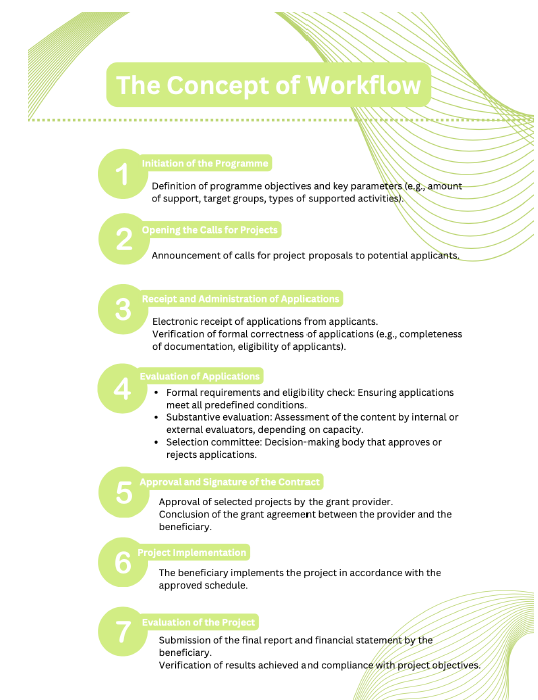 The Concept of Workflow
1
Initiation of the Programme
Definition of programme objectives and key parameters (e.g., amount
of support, target groups, types of supported activities).
2
Opening the Calls for Projects
Announcement of calls for project proposals to potential applicants.
3
Receipt and Administration of Applications
Electronic receipt of applications from applicants.
Verification of formal correctness of applications (e.g., completeness
of documentation, eligibility of applicants).
4
Evaluation of Applications
• Formal requirements and eligibility check: Ensuring applications
meet all predefined conditions.
• Substantive evaluation: Assessment of the content by internal or
external evaluators, depending on capacity.
• Selection committee: Decision-making body that approves or
rejects applications.
5
Approval and Signature of the Contract
Approval of selected projects by the grant provider.
Conclusion of the grant agreement between the provider and the
beneficiary.
6
Project Implementation
The beneficiary implements the project in accordance with the
approved schedule.
7
Evaluation of the Project
Submission of the final report and financial statement by the
beneficiary.
Verification of results achieved and compliance with project objectives.